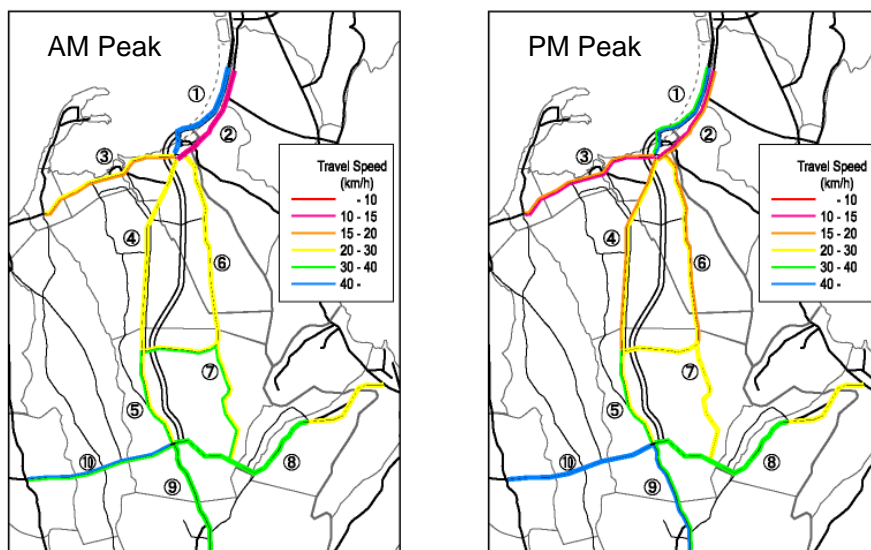 AM Peak
①
②
③
④
⑤
⑥
⑦
⑧
⑨
⑩
Travel Speed
(km/h)
- 10
10 - 15
15 - 20
20 - 30
30 - 40
40 -
PM Peak
①
②
③
④
⑤
⑥
⑦
⑧
⑨
⑩
Travel Speed
(km/h)
- 10
10 - 15
15 - 20
20 - 30
30 - 40
40 -